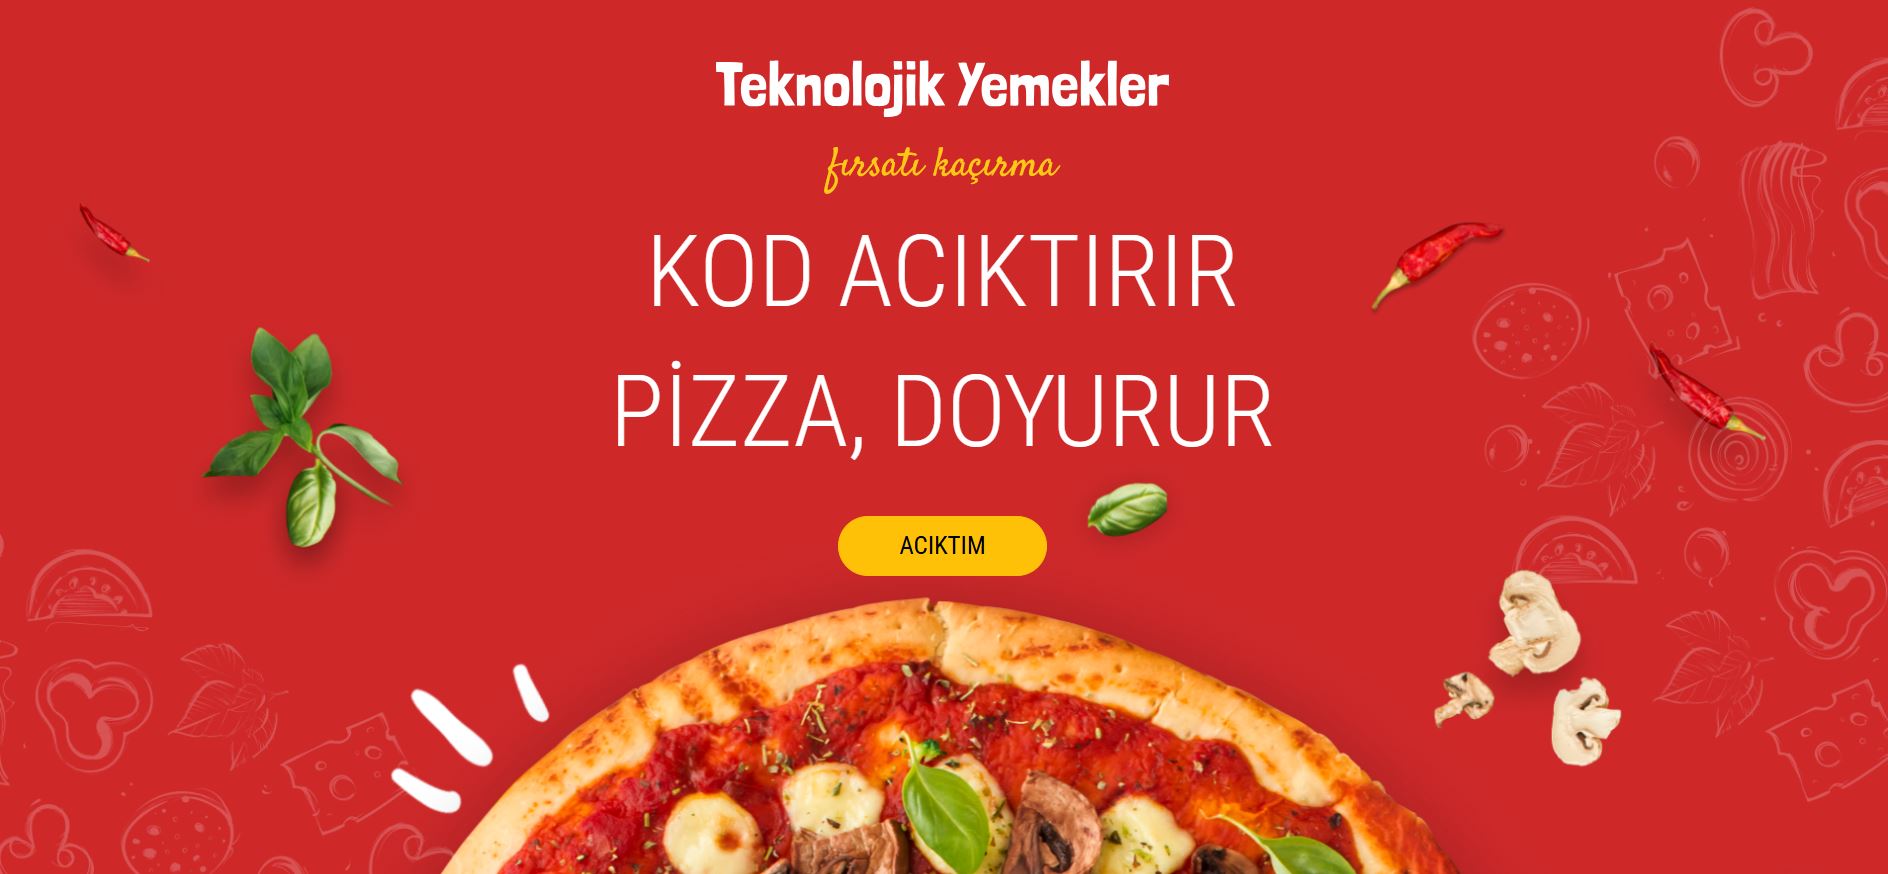 Teknolojik Yemekler
fırsatı kaçırma
KOD ACIKTIRIR
PİZZA, DOYURUR
ACIKTIM